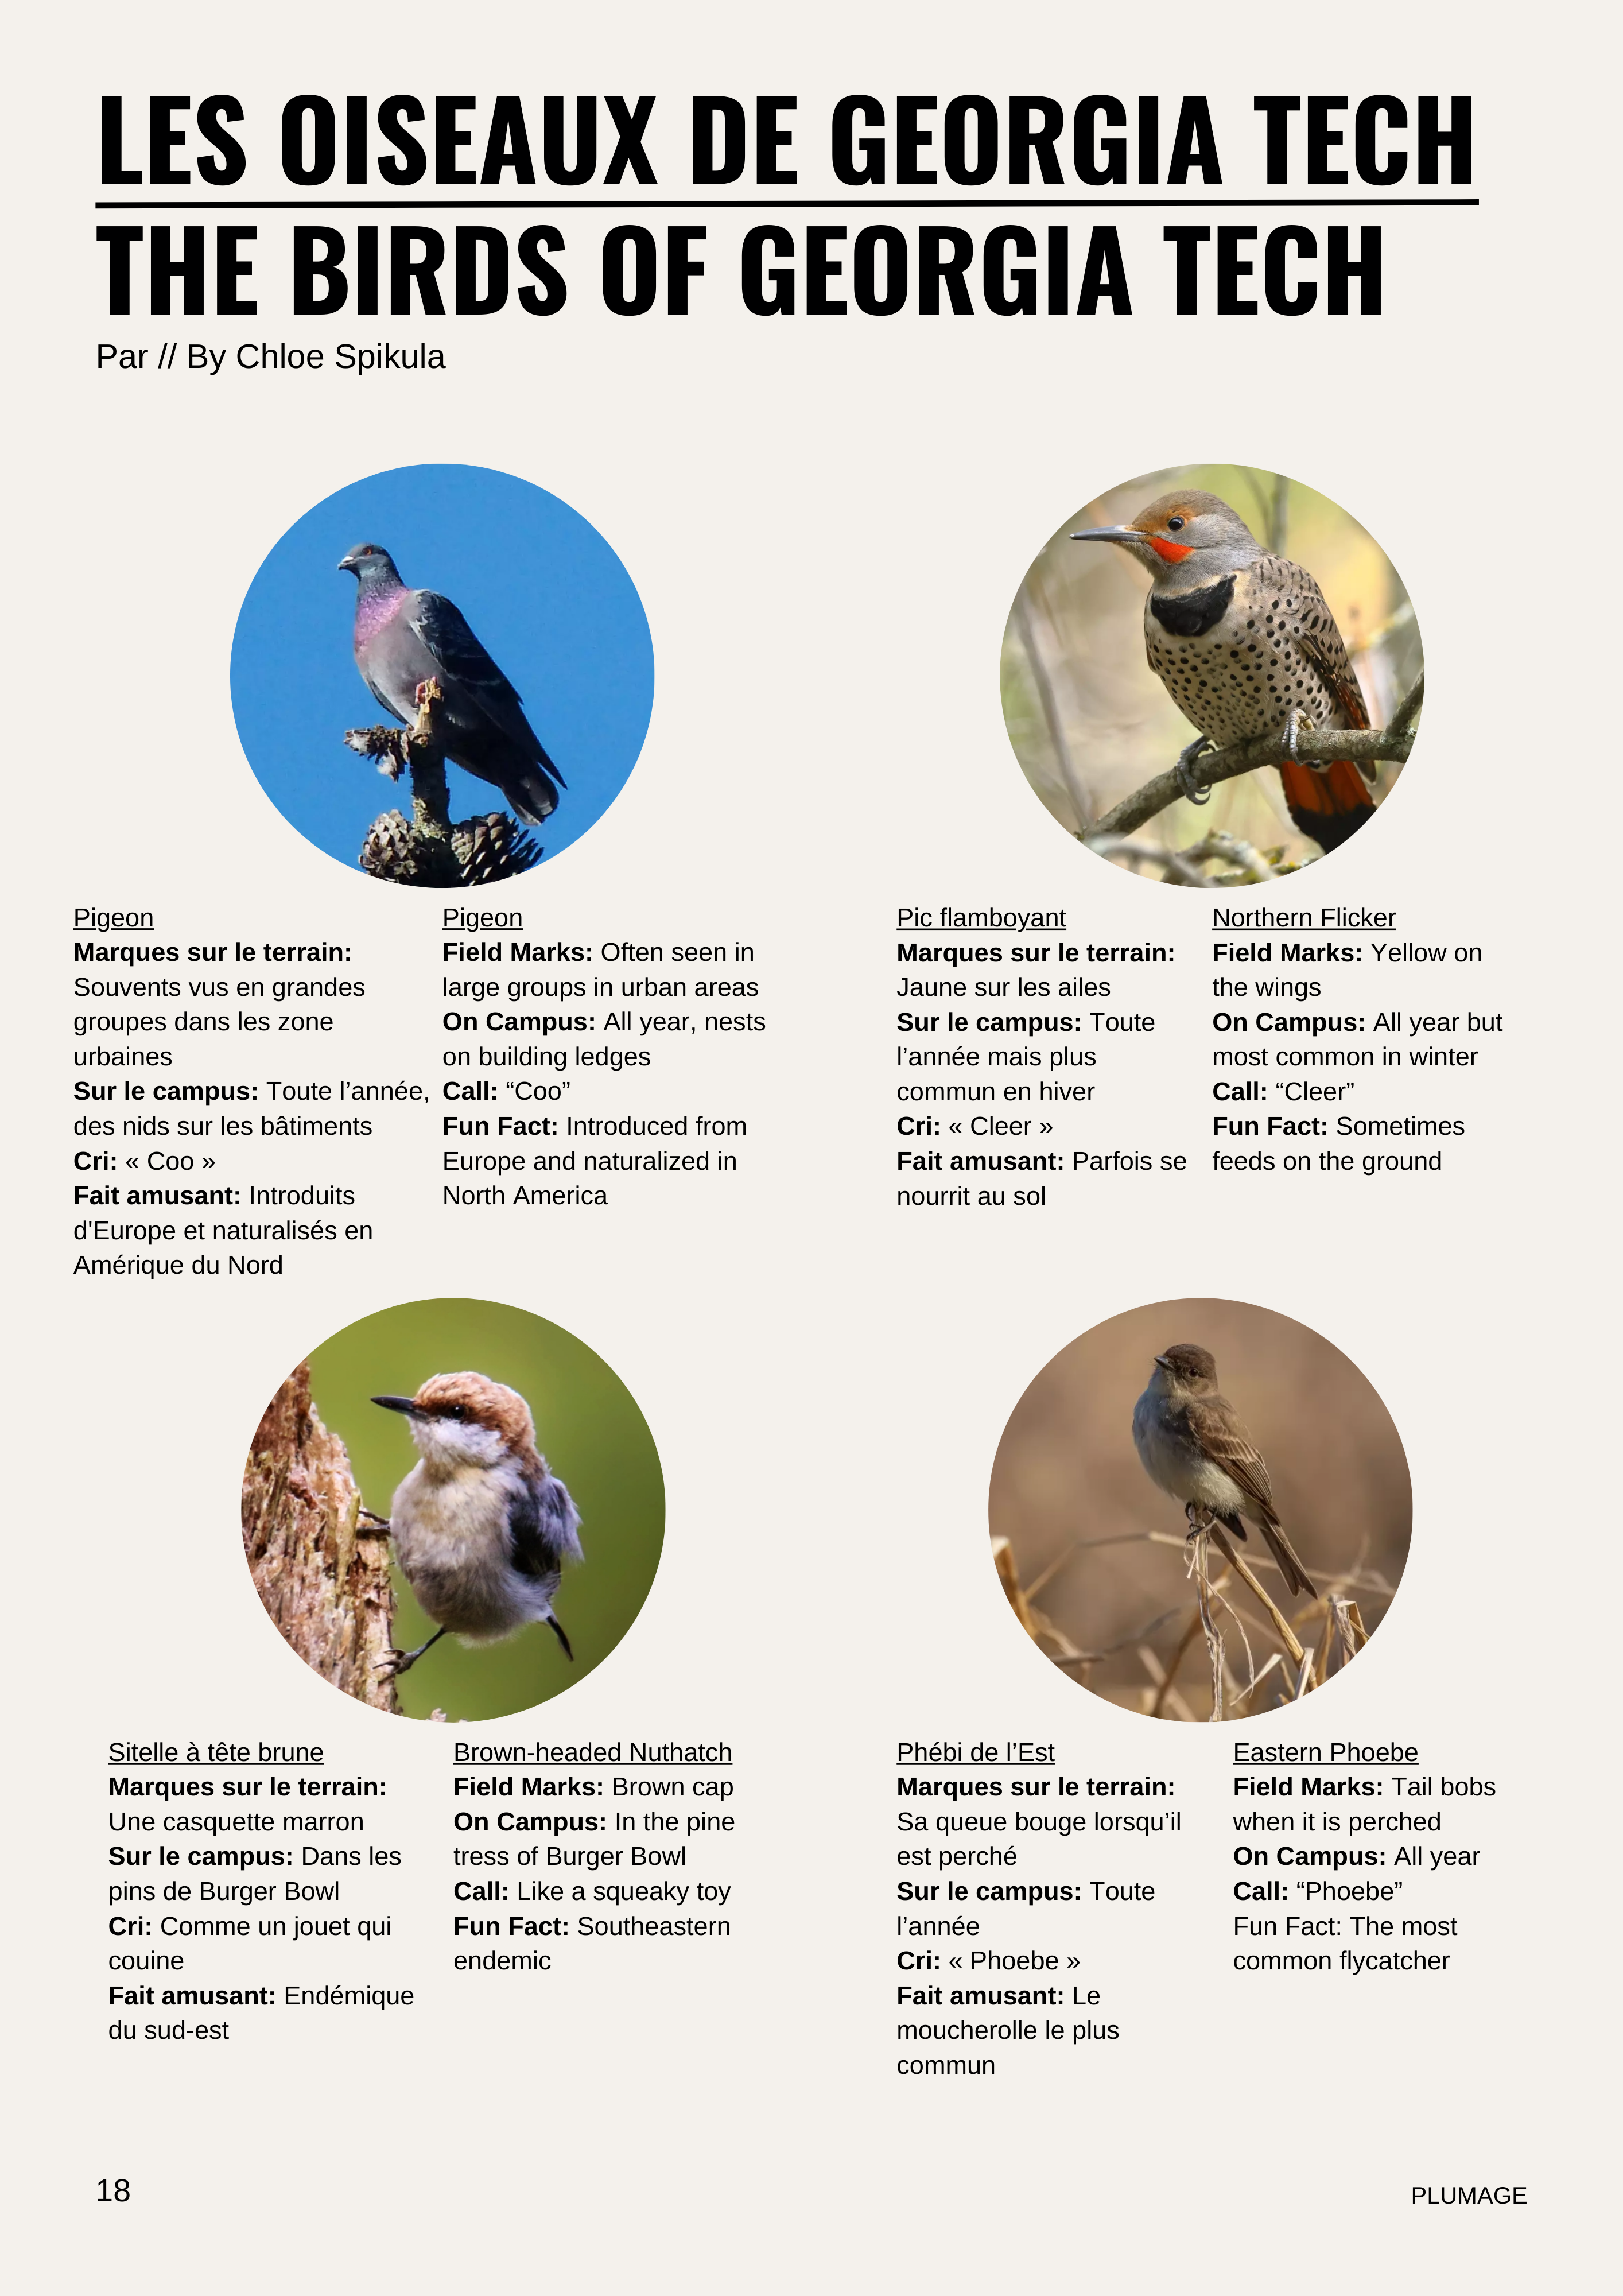 LES OISEAUX DE GEORGIA TECH
THE BIRDS OF GEORGIA TECH
Par // By Chloe Spikula
Pigeon
Marques sur le terrain:
Souvents vus en grandes
groupes dans les zone
urbaines
Sur le campus: Toute l’année,
des nids sur les bâtiments
Cri: « Coo »
Fait amusant: Introduits
d'Europe et naturalisés en
Amérique du Nord
Pigeon
Field Marks: Often seen in
large groups in urban areas
On Campus: All year, nests
on building ledges
Call: “Coo”
Fun Fact: Introduced from
Europe and naturalized in
North America
Pic flamboyant
Marques sur le terrain:
Jaune sur les ailes
Sur le campus: Toute
l’année mais plus
commun en hiver
Cri: « Cleer »
Fait amusant: Parfois se
nourrit au sol
Northern Flicker
Field Marks: Yellow on
the wings
On Campus: All year but
most common in winter
Call: “Cleer”
Fun Fact: Sometimes
feeds on the ground
Sitelle à tête brune
Marques sur le terrain:
Une casquette marron
Sur le campus: Dans les
pins de Burger Bowl
Cri: Comme un jouet qui
couine
Fait amusant: Endémique
du sud-est
Brown-headed Nuthatch
Field Marks: Brown cap
On Campus: In the pine
tress of Burger Bowl
Call: Like a squeaky toy
Fun Fact: Southeastern
endemic
Phébi de l’Est
Marques sur le terrain:
Sa queue bouge lorsqu’il
est perché
Sur le campus: Toute
l’année
Cri: « Phoebe »
Fait amusant: Le
moucherolle le plus
commun
Eastern Phoebe
Field Marks: Tail bobs
when it is perched
On Campus: All year
Call: “Phoebe”
Fun Fact: The most
common flycatcher
18
PLUMAGE